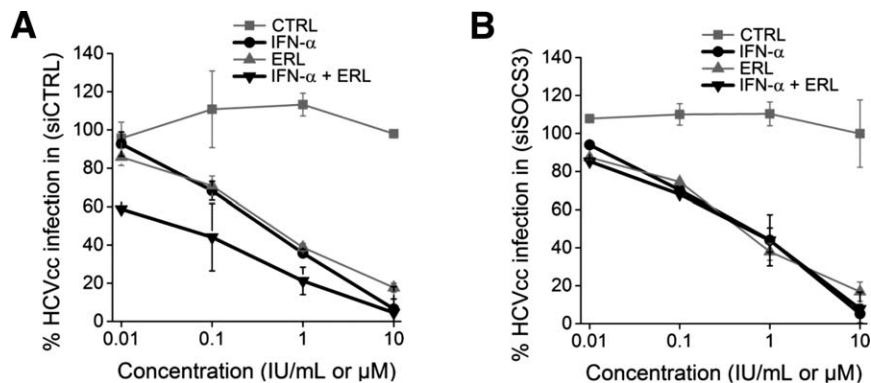 A
% HCVcc infection in (siCTRL)
CTRL
IFN-α
ERL
IFN-α + ERL
140
120
100
80
60
40
20
0
0.01 0.1 1 10
Concentration (IU/mL or µM)
B
% HCVcc infection in (siSOCS3)
CTRL
IFN-α
ERL
IFN-α + ERL
140
120
100
80
60
40
20
0
0.01 0.1 1 10
Concentration (IU/mL or µM)